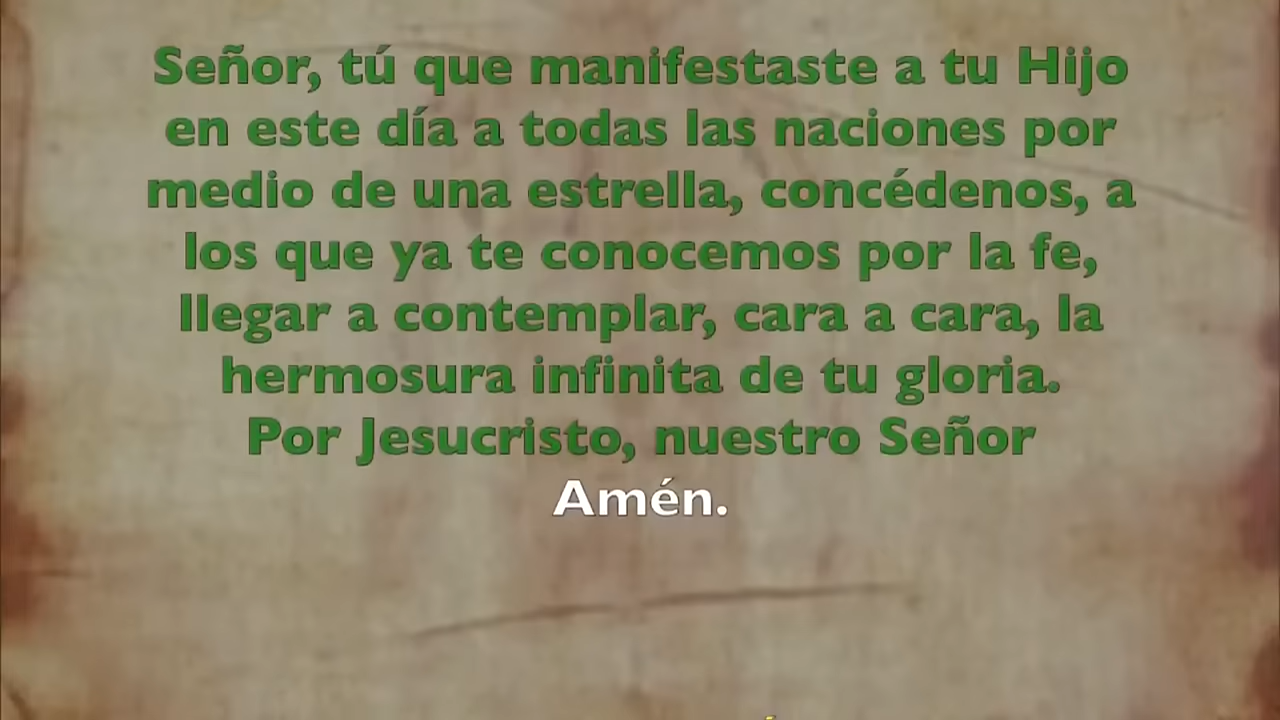 Señor, tú que manifestaste a tu Hijo
en este día a todas las naciones por
medio de una estrella, concédenos, a
los que ya te conocemos por la fe,
llegar a contemplar, cara a cara, la
hermosura infinita de tu gloria.
Por Jesucristo, nuestro Señor
Amén.